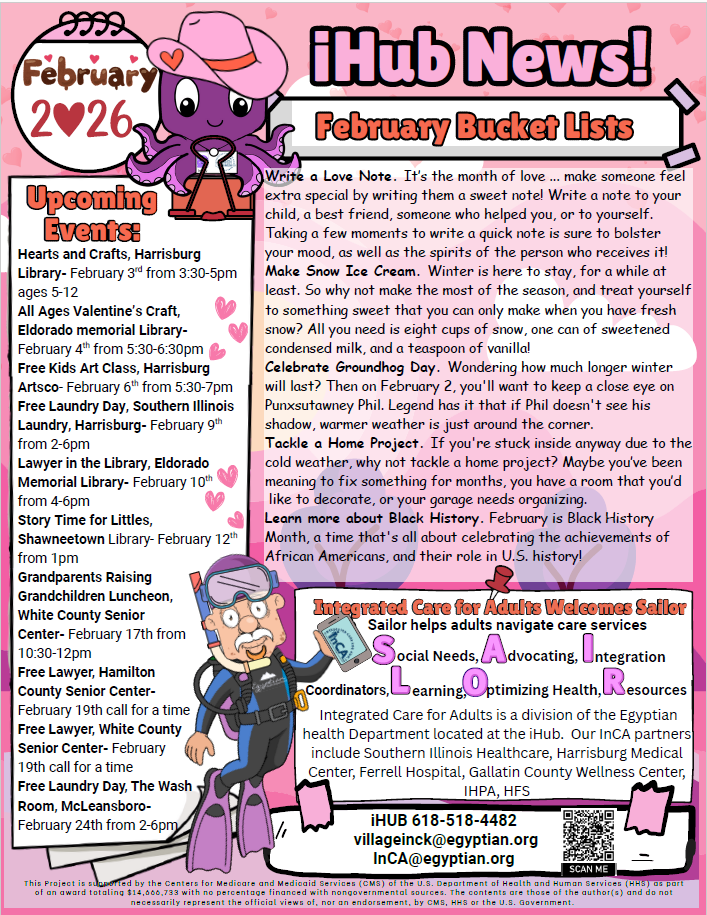 February
2026
iHub News!
February Bucket Lists
Upcoming
Events:
Hearts and Crafts, Harrisburg
Library- February 3rd from 3:30-5pm
ages 5-12
All Ages Valentine's Craft,
Eldorado memorial Library-
February 4th from 5:30-6:30pm
Free Kids Art Class, Harrisburg
Artsco- February 6th from 5:30-7pm
Free Laundry Day, Southern Illinois
Laundry, Harrisburg- February 9th
from 2-6pm
Lawyer in the Library, Eldorado
Memorial Library- February 10th
from 4-6pm
Story Time for Littles,
Shawneetown Library- February 12th
from 1pm
Grandparents Raising
Grandchildren Luncheon,
White County Senior
Center- February 17th from
10:30-12pm
Free Lawyer, Hamilton
County Senior Center-
February 19th call for a time
Free Lawyer, White County
Senior Center- February
19th call for a time
Free Laundry Day, The Wash
Room, McLeansboro-
February 24th from 2-6pm
Write a Love Note. It's the month of love ... make someone feel
extra special by writing them a sweet note! Write a note to your
child, a best friend, someone who helped you, or to yourself.
Taking a few moments to write a quick note is sure to bolster
your mood, as well as the spirits of the person who receives it!
Make Snow Ice Cream. Winter is here to stay, for a while at
least. So why not make the most of the season, and treat yourself
to something sweet that you can only make when you have fresh
snow? All you need is eight cups of snow, one can of sweetened
condensed milk, and a teaspoon of vanilla!
Celebrate Groundhog Day. Wondering how much longer winter
will last? Then on February 2, you'll want to keep a close eye on
Punxsutawney Phil. Legend has it that if Phil doesn't see his
shadow, warmer weather is just around the corner.
Tackle a Home Project. If you're stuck inside anyway due to the
cold weather, why not tackle a home project? Maybe you've been
meaning to fix something for months, you have a room that you'd
like to decorate, or your garage needs organizing.
Learn more about Black History. February is Black History
Month, a time that's all about celebrating the achievements of
African Americans, and their role in U.S. history!
Integrated Care for Adults Welcomes Sailor
Sailor helps adults navigate care services
Social Needs, Advocating, Integration
Coordinators, Learning, Optimizing Health, Resources
Integrated Care for Adults is a division of the Egyptian
health Department located at the iHub. Our InCA partners
include Southern Illinois Healthcare, Harrisburg Medical
Center, Ferrell Hospital, Gallatin County Wellness Center,
IHPA, HFS
InCA
Egyptian
iHUB 618-518-4482
villageinck@egyptian.org
InCA@egyptian.org
SCAN ME
This Project is supported by the Centers for Medicare and Medicaid Services (CMS) of the U.S. Department of Health and Human Services (HHS) as part
of an award totaling $14,666,733 with no percentage financed with nongovernmental sources. The contents are those of the author(s) and do not
necessarily represent the official views of, nor an endorsement, by CMS, HHS or the U.S. Government.